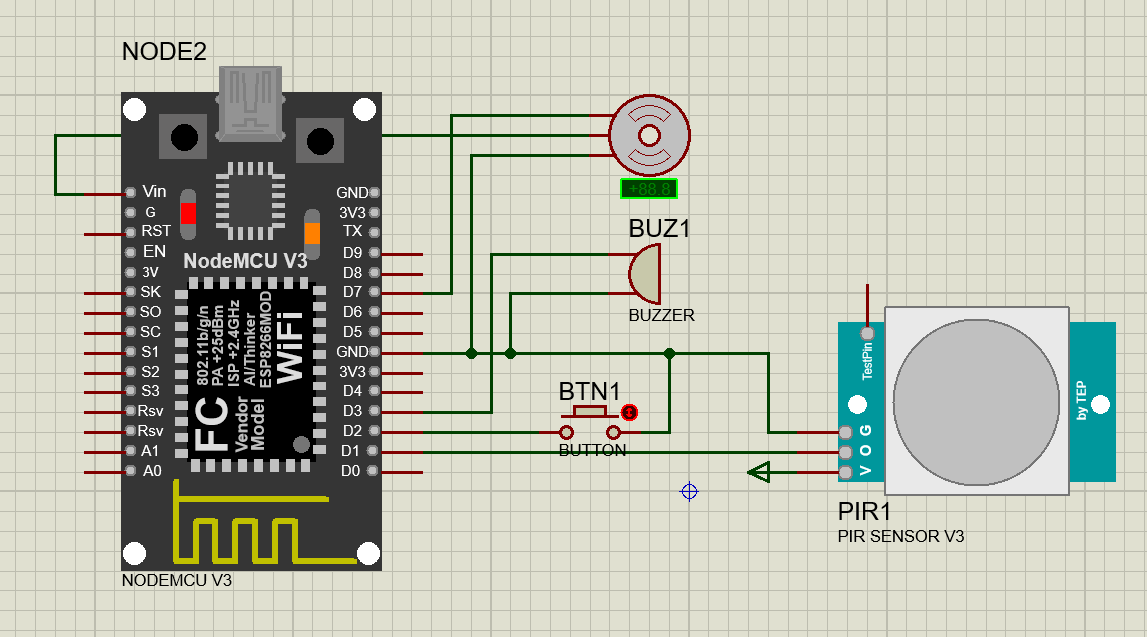 NODE2
Vin
G
RST
EN
3V
SK
SO
SC
S1
S2
S3
Rsv
Rsv
A1
A0
GND
3V3
TX
D9
D8
D7
D6
D5
GND
3V3
D4
D3
D2
D1
D0
NodeMCU V3
802.11b/g/n
PA +25dBm
ISP +2.4GHz
AI/Thinker
ESP8266MOD
WiFi
FC
Vendor
Model
NODEMCU V3
+88.8
BUZ1
BUZZER
BTN1
BUTTON
TestPin
G
O
V
by TEP
PIR1
PIR SENSOR V3